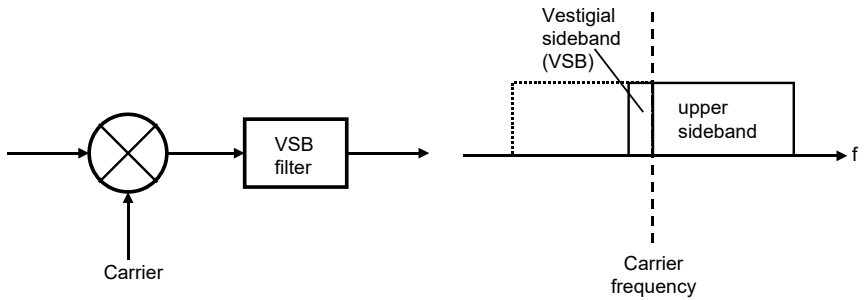 VSB
filter
Carrier
Vestigial
sideband
(VSB)
upper
sideband
f
Carrier
frequency